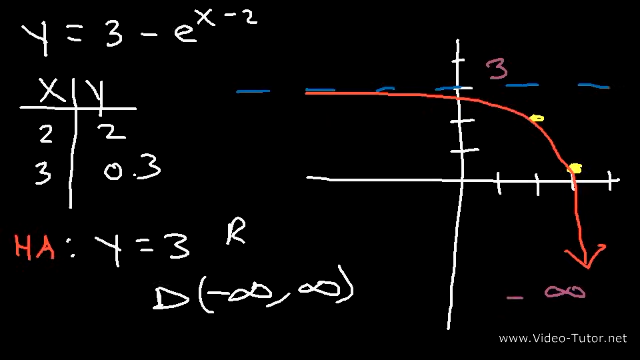 y = 3 - e^{x-2}
x | y
2 | 2
3 | 0.3
HA: y = 3
R
D (-∞, ∞)
3
- ∞
www.Video-Tutor.net